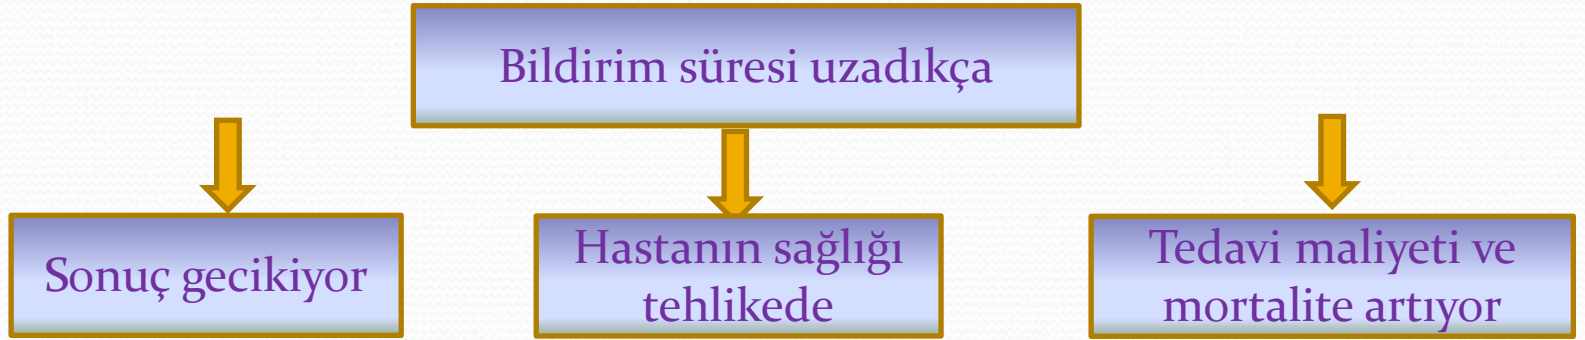 Bildirim süresi uzadıkça
Sonuç gecikiyor
Hastanın sağlığı
tehlikede
Tedavi maliyeti ve
mortalite artıyor